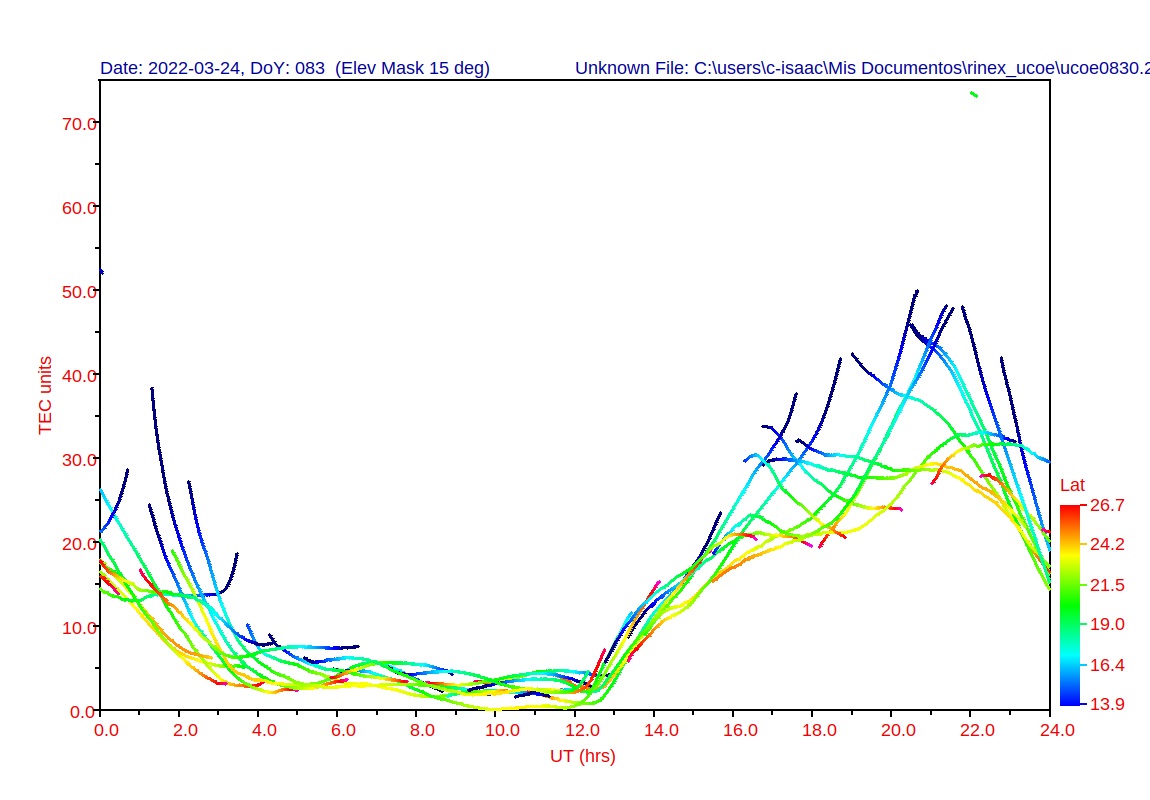 Date: 2022-03-24, DoY: 083  (Elev Mask 15 deg)
Unknown File: C:\users\c-isaac\Mis Documentos\rinex_ucoe\ucoe0830.2
70.0
60.0
50.0
40.0
30.0
20.0
10.0
0.0
TEC units
0.0 2.0 4.0 6.0 8.0 10.0 12.0 14.0 16.0 18.0 20.0 22.0 24.0
UT (hrs)
Lat
26.7
24.2
21.5
19.0
16.4
13.9